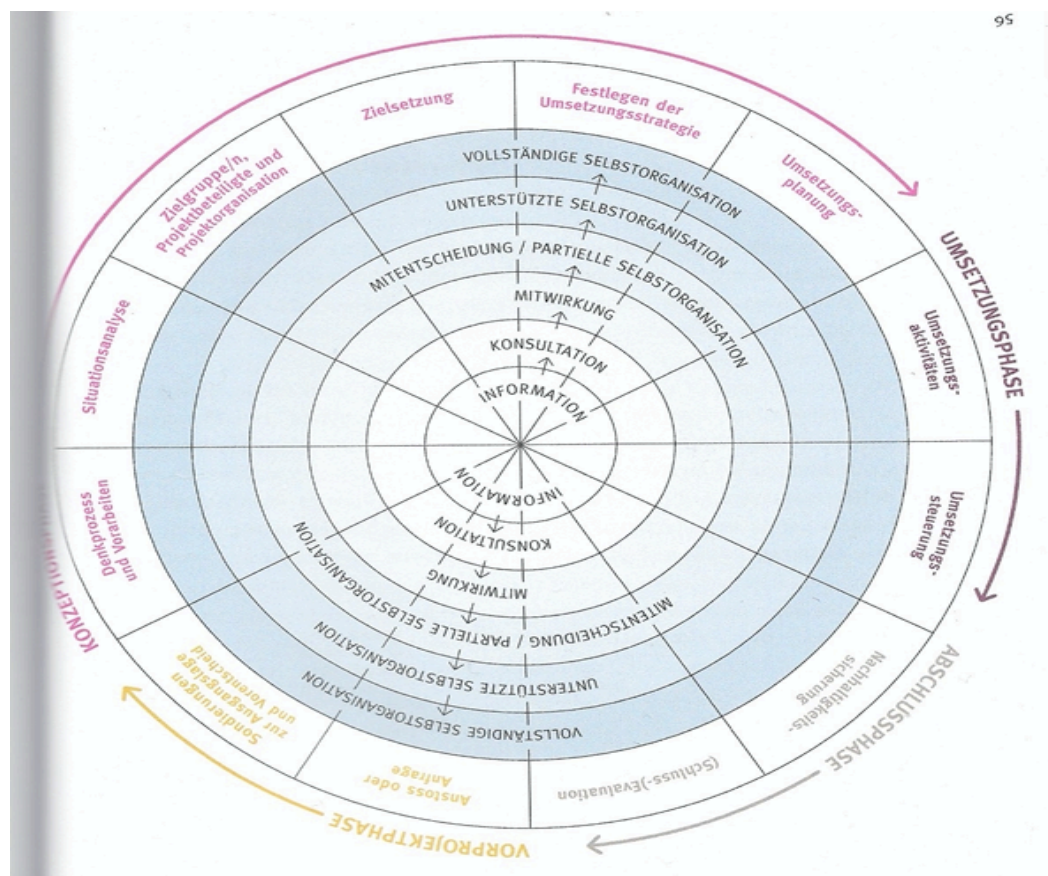 56
Zielsetzung
Festlegen der
Umsetzungsstrategie
Umsetzungs-
planung
UMSETZUNGSPHASE
Umsetzungs-
aktivitäten
Umsetzungs-
steuerung
ABSCHLUSSPHASE
Nachhaltigkeits-
sicherung
(Schluss-)Evaluation
VORPROJEKTPHASE
Anstoss oder
Anfrage
Sondierungen
zur Ausgangslage
und Vorentscheid
Denkprozess
und Vorarbeiten
Situationsanalyse
Zielgruppe/n,
Projektbeteiligte und
Projektorganisation
VOLLSTÄNDIGE SELBSTORGANISATION
UNTERSTÜTZTE SELBSTORGANISATION
MITENTSCHEIDUNG / PARTIELLE SELBSTORGANISATION
MITWIRKUNG
KONSULTATION
INFORMATION
INFORMATION
KONSULTATION
MITWIRKUNG
MITENTSCHEIDUNG / PARTIELLE SELBSTORGANISATION
UNTERSTÜTZTE SELBSTORGANISATION
VOLLSTÄNDIGE SELBSTORGANISATION